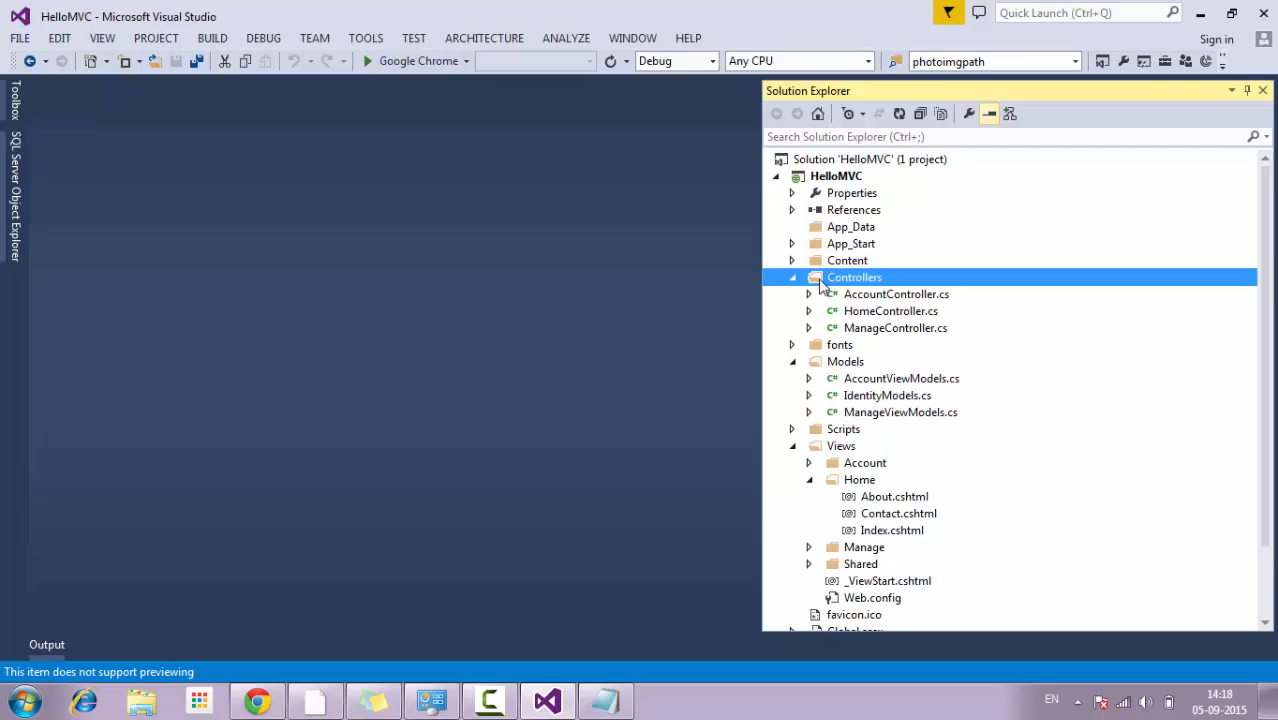 HelloMVC - Microsoft Visual Studio
Quick Launch (Ctrl+Q)
FILE EDIT VIEW PROJECT BUILD DEBUG TEAM TOOLS TEST ARCHITECTURE ANALYZE WINDOW HELP
Sign in
Google Chrome
Debug
Any CPU
photoimgpath
Toolbox
SQL Server Object Explorer
Solution Explorer
Search Solution Explorer (Ctrl+;)
Solution 'HelloMVC' (1 project)
HelloMVC
Properties
References
App_Data
App_Start
Content
Controllers
C# AccountController.cs
C# HomeController.cs
C# ManageController.cs
fonts
Models
C# AccountViewModels.cs
C# IdentityModels.cs
C# ManageViewModels.cs
Scripts
Views
Account
Home
[@] About.cshtml
[@] Contact.cshtml
[@] Index.cshtml
Manage
Shared
[@] _ViewStart.cshtml
Web.config
favicon.ico
Global.asax
Output
This item does not support previewing
EN
14:18
05-09-2015